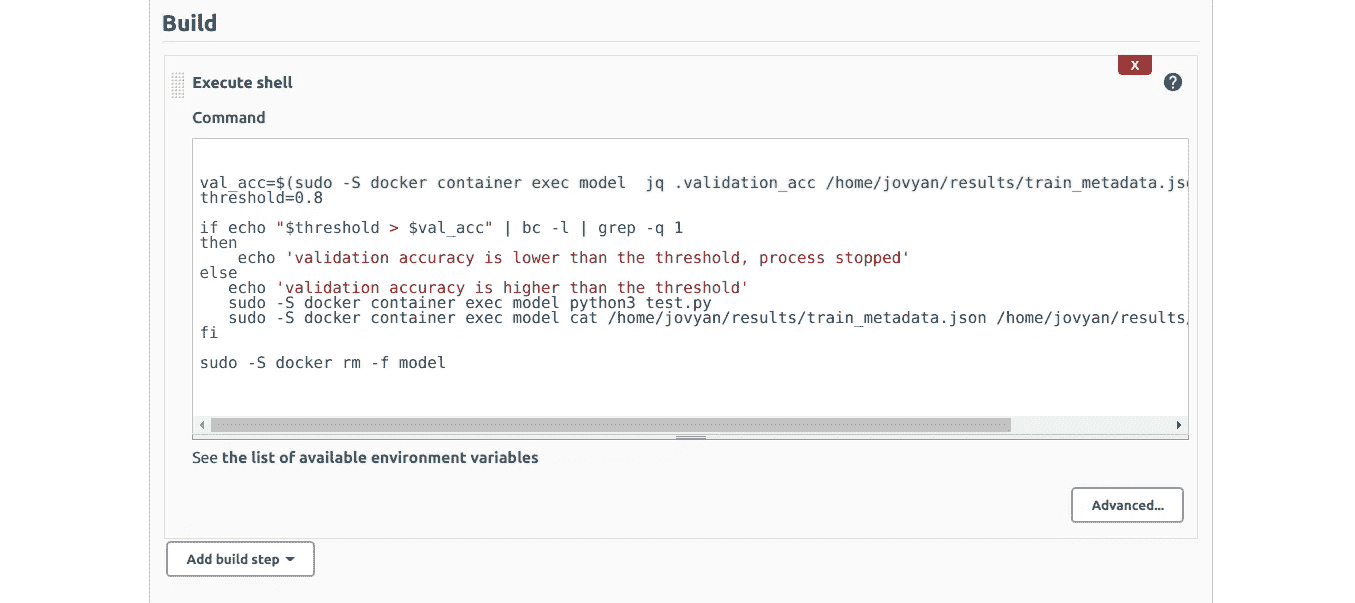 Build
X
Execute shell
?
Command
val_acc=$(sudo -S docker container exec model  jq .validation_acc /home/jovyan/results/
threshold=0.8
if echo "$threshold > $val_acc" | bc -l | grep -q 1
then
    echo 'validation accuracy is lower than the threshold, process stopped'
else
   echo 'validation accuracy is higher than the threshold'
   sudo -S docker container exec model python3 test.py
   sudo -S docker container exec model cat /home/jovyan/results/train_metadata.json /home/jovyan/results
fi
sudo -S docker rm -f model
See the list of available environment variables
Advanced...
Add build step